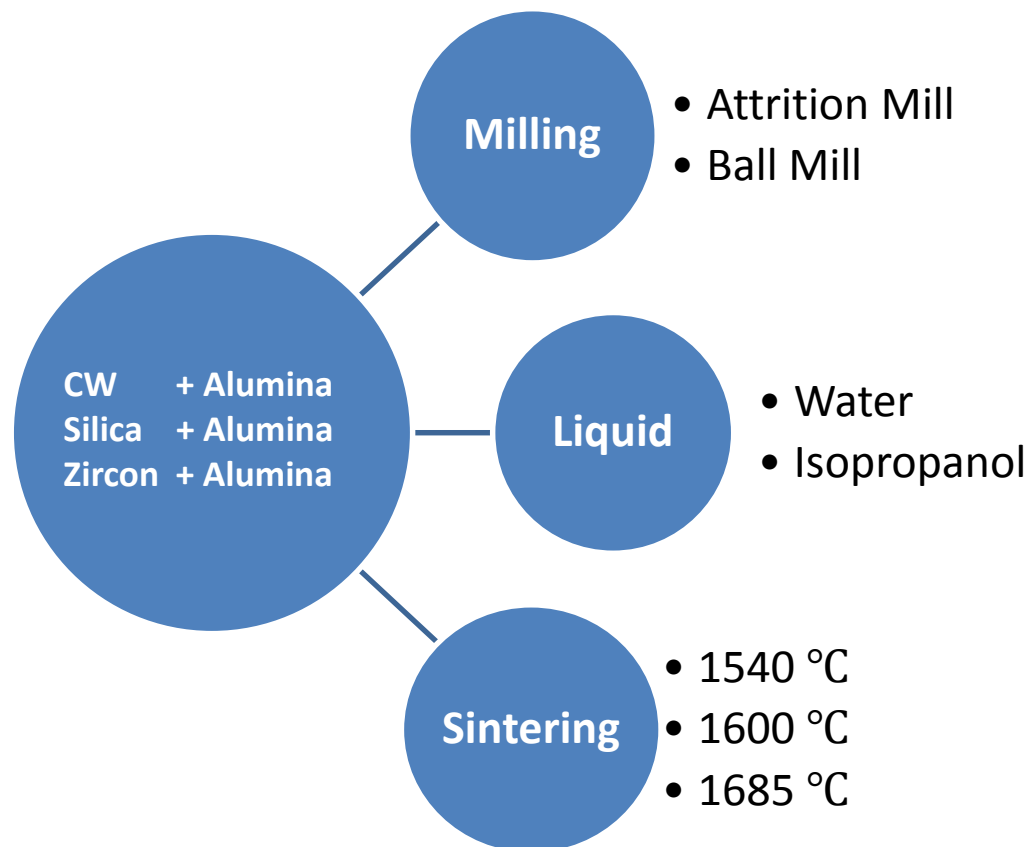 CW + Alumina
Silica + Alumina
Zircon + Alumina
Milling
• Attrition Mill
• Ball Mill
Liquid
• Water
• Isopropanol
Sintering
• 1540 ℃
• 1600 ℃
• 1685 ℃